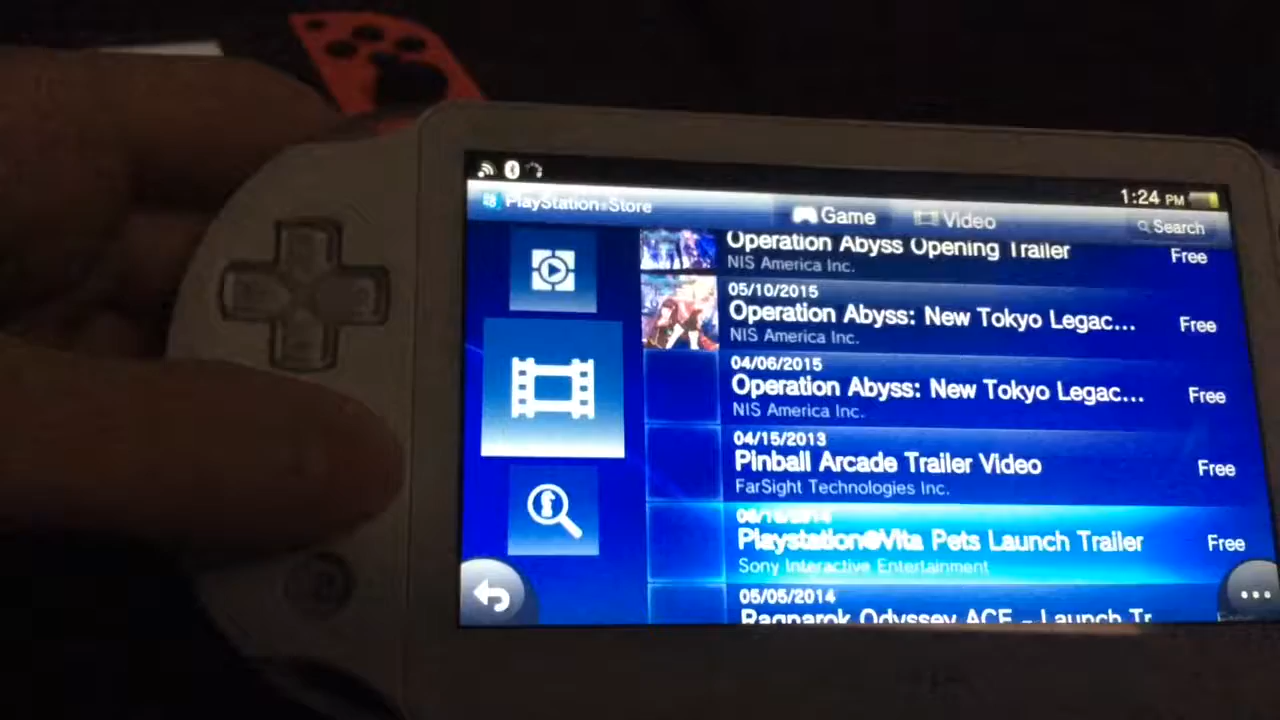 1:24 PM
PlayStation®Store
Game
Video
Search
Operation Abyss Opening Trailer
NIS America Inc.
Free
05/10/2015
Operation Abyss: New Tokyo Legac...
NIS America Inc.
Free
04/06/2015
Operation Abyss: New Tokyo Legac...
NIS America Inc.
Free
04/15/2013
Pinball Arcade Trailer Video
FarSight Technologies Inc.
Free
Playstation®Vita Pets Launch Trailer
Sony Interactive Entertainment
Free
05/05/2014
Ragnarok Odyssey ACE - Launch Tr